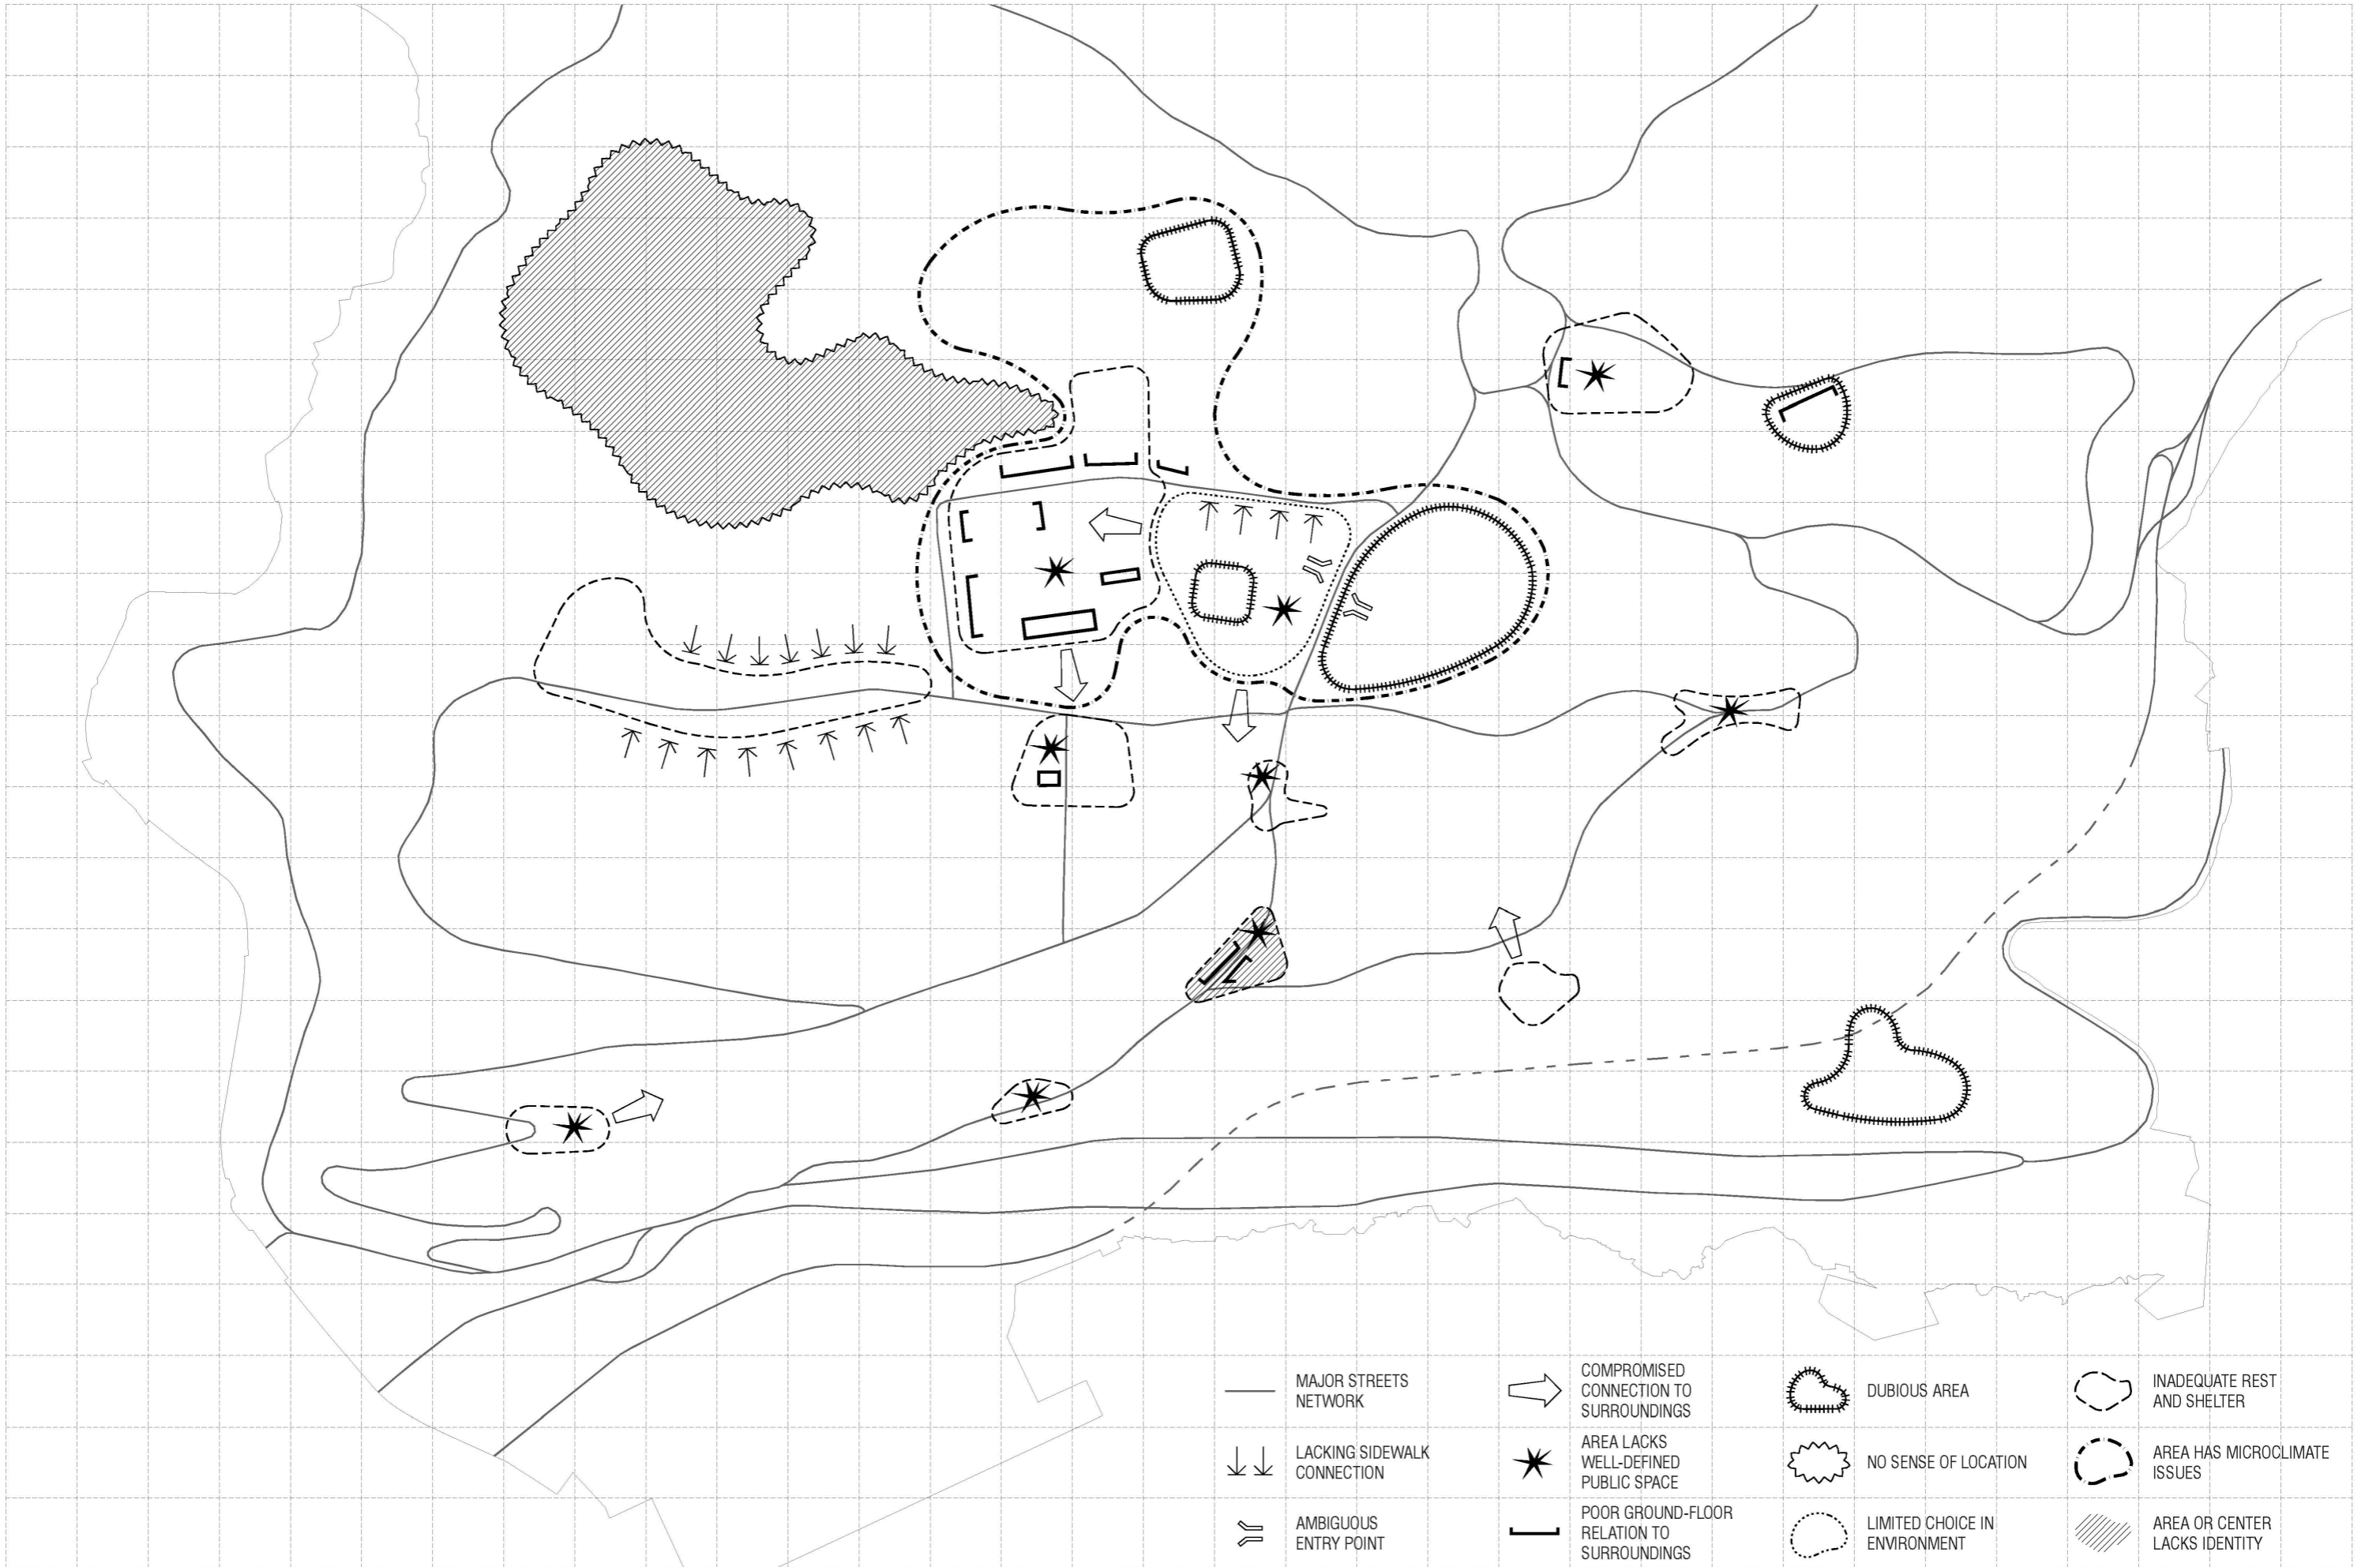 MAJOR STREETS
NETWORK
COMPROMISED
CONNECTION TO
SURROUNDINGS
DUBIOUS AREA
INADEQUATE REST
AND SHELTER
LACKING SIDEWALK
CONNECTION
AREA LACKS
WELL-DEFINED
PUBLIC SPACE
NO SENSE OF LOCATION
AREA HAS MICROCLIMATE
ISSUES
AMBIGUOUS
ENTRY POINT
POOR GROUND-FLOOR
RELATION TO
SURROUNDINGS
LIMITED CHOICE IN
ENVIRONMENT
AREA OR CENTER
LACKS IDENTITY